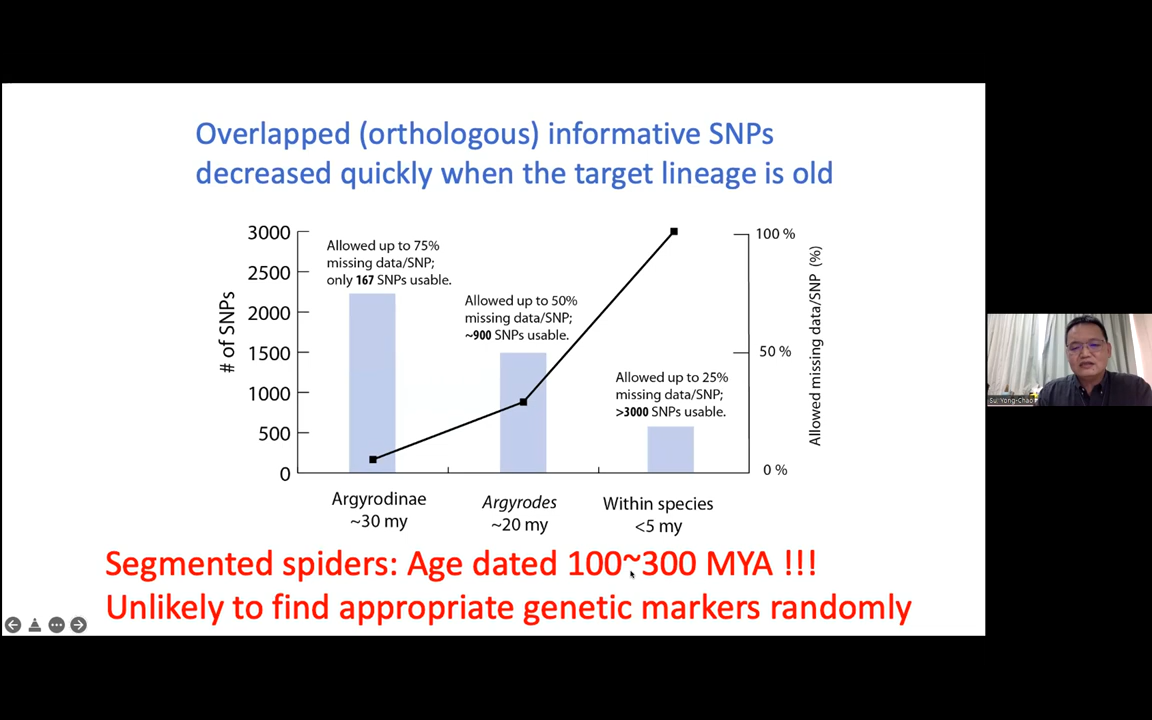 Overlapped (orthologous) informative SNPs
decreased quickly when the target lineage is old
# of SNPs
3000
2500
2000
1500
1000
500
0
Allowed up to 75%
missing data/SNP;
only 167 SNPs usable.
Allowed up to 50%
missing data/SNP;
~900 SNPs usable.
Allowed up to 25%
missing data/SNP;
>3000 SNPs usable.
100 %
50 %
0 %
Allowed missing data/SNP (%)
Argyrodinae
~30 my
Argyrodes
~20 my
Within species
<5 my
Segmented spiders: Age dated 100~300 MYA !!!
Unlikely to find appropriate genetic markers randomly
Su, Yong-Chao